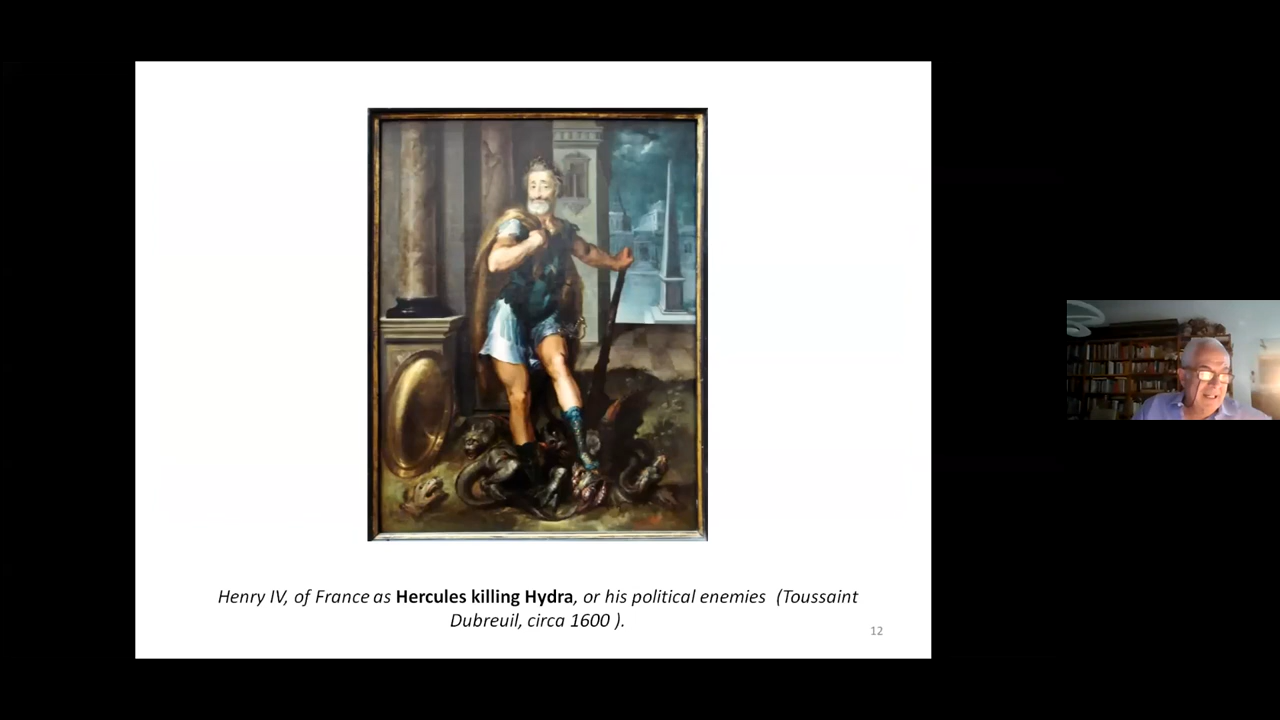 Henry IV, of France as Hercules killing Hydra, or his political enemies (Toussaint
Dubreuil, circa 1600 ).
12